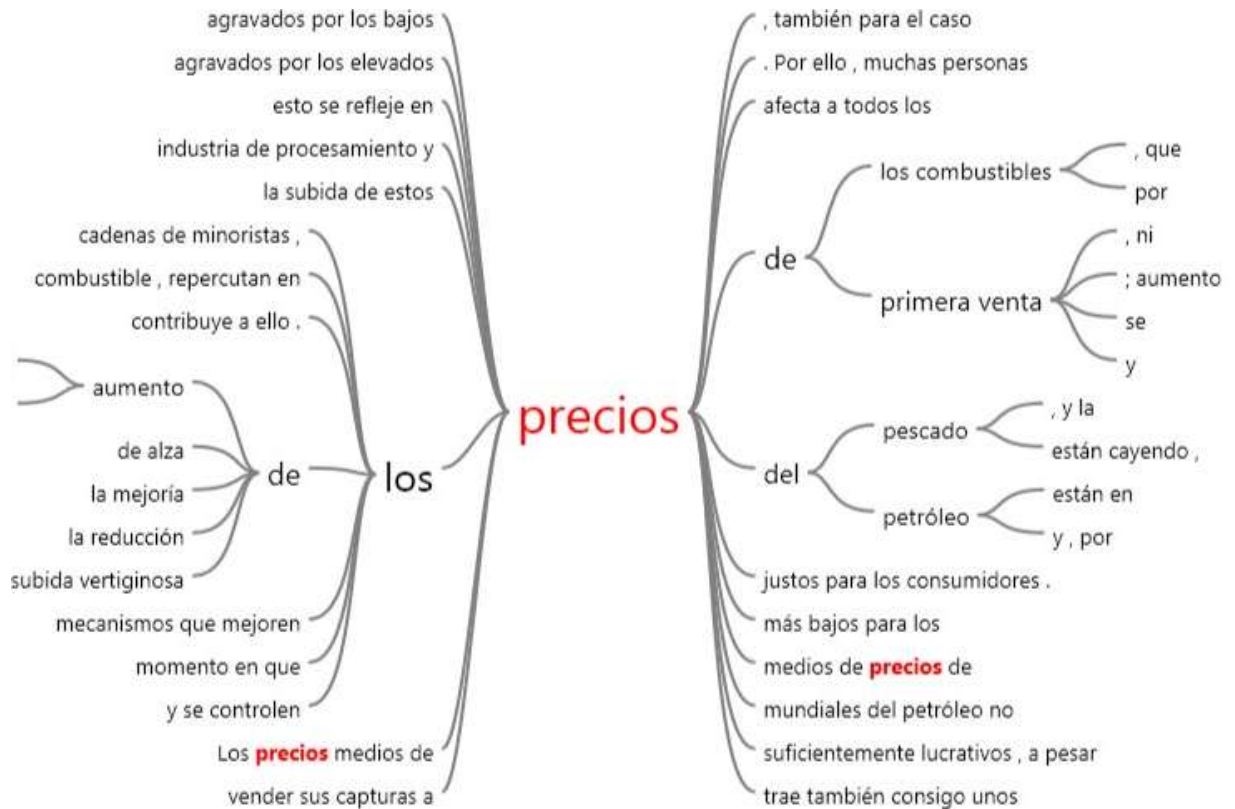 agravados por los bajos
agravados por los elevados
esto se refleje en
industria de procesamiento y
la subida de estos
cadenas de minoristas ,
combustible , repercutan en
contribuye a ello .
aumento
de alza
la mejoría
la reducción
subida vertiginosa
de
mecanismos que mejoren
momento en que
y se controlen
los
Los precios medios de
vender sus capturas a
precios
, también para el caso
. Por ello , muchas personas
afecta a todos los
de
los combustibles
, que
por
primera venta
, ni
; aumento
se
y
del
pescado
, y la
están cayendo ,
petróleo
están en
y , por
justos para los consumidores .
más bajos para los
medios de precios de
mundiales del petróleo no
suficientemente lucrativos , a pesar
trae también consigo unos